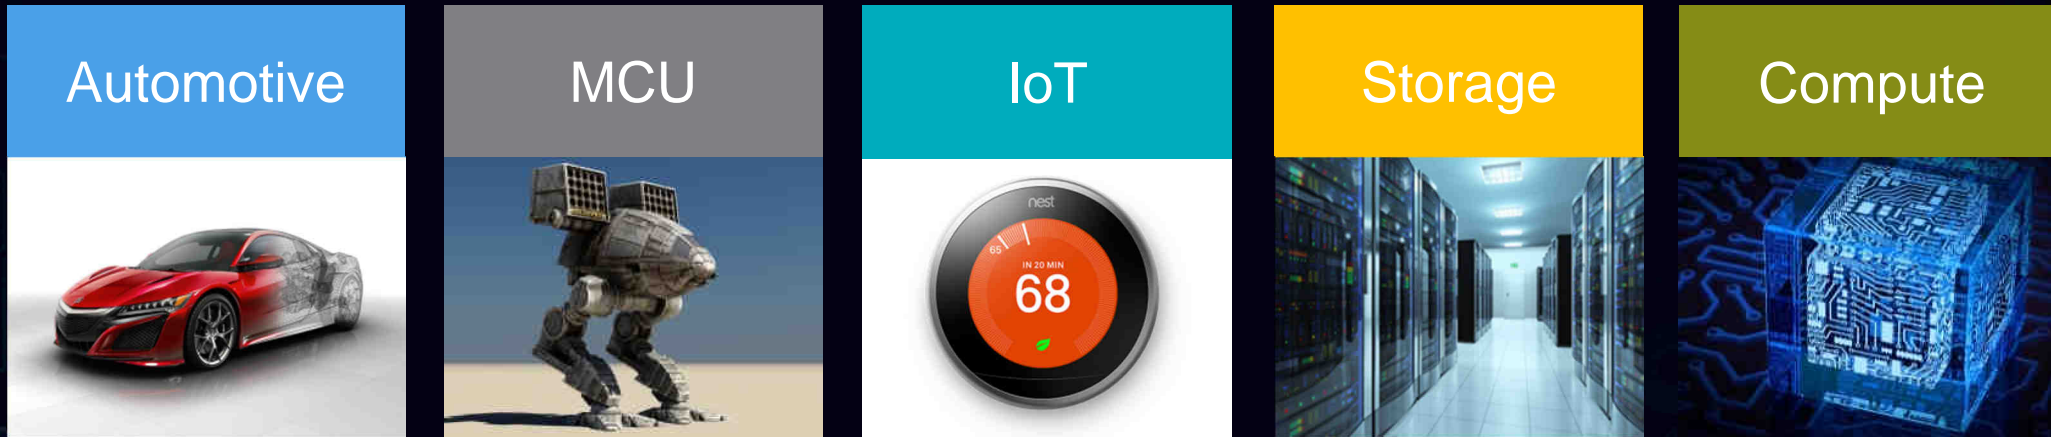 Automotive
MCU
IoT
Storage
Compute
nest
65
IN 20 MIN
68